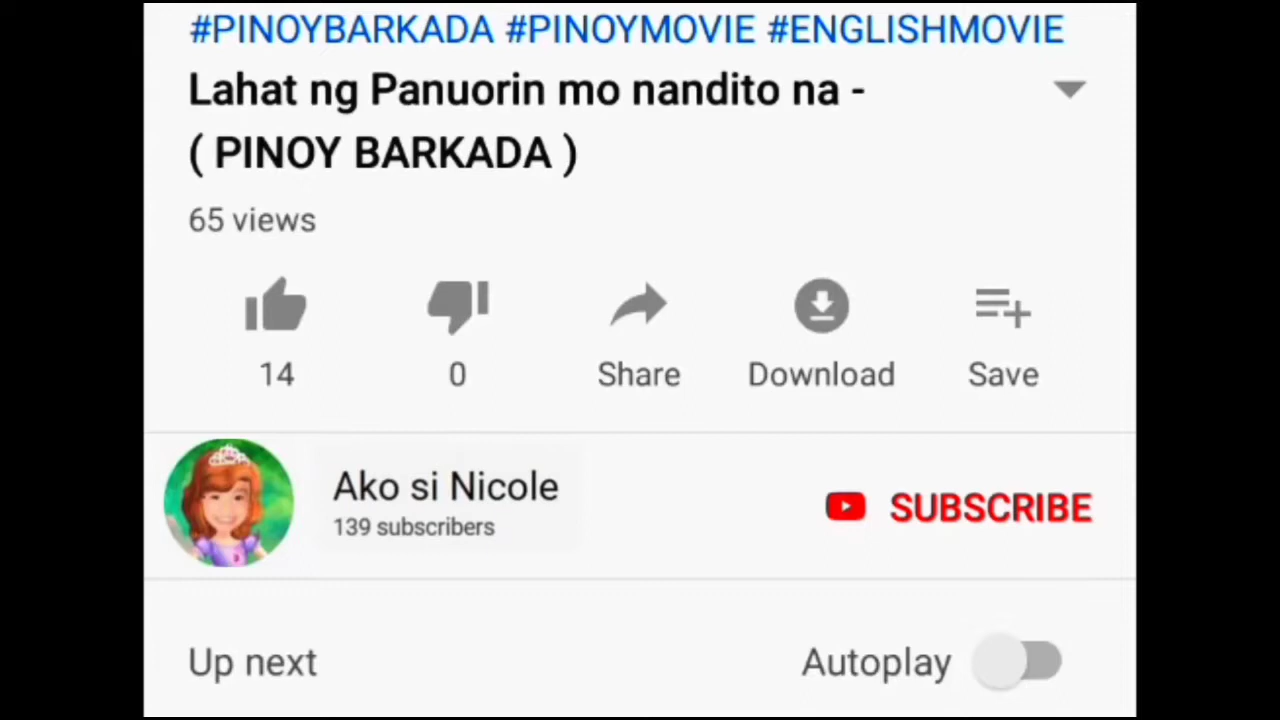 #PINOYBARKADA #PINOYMOVIE #ENGLISHMOVIE
Lahat ng Panuorin mo nandito na -
( PINOY BARKADA )
65 views
14 0 Share Download Save
Ako si Nicole
139 subscribers
SUBSCRIBE
Up next Autoplay